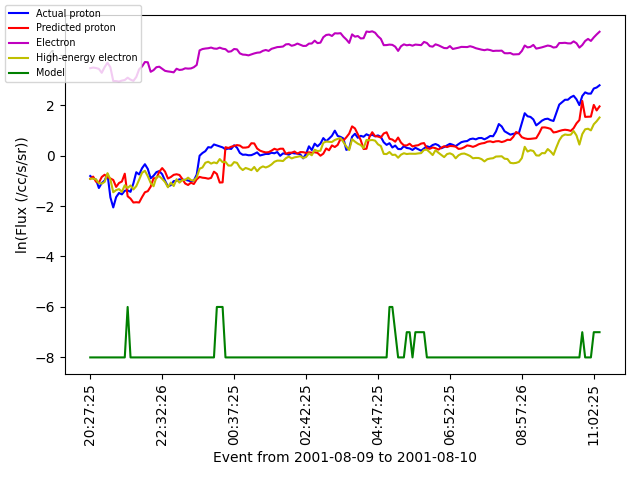 Actual proton
Predicted proton
Electron
High-energy electron
Model
2
0
−2
−4
−6
−8
ln(Flux (/cc/s/sr))
20:27:25
22:32:26
00:37:25
02:42:25
04:47:25
06:52:25
08:57:26
11:02:25
Event from 2001-08-09 to 2001-08-10